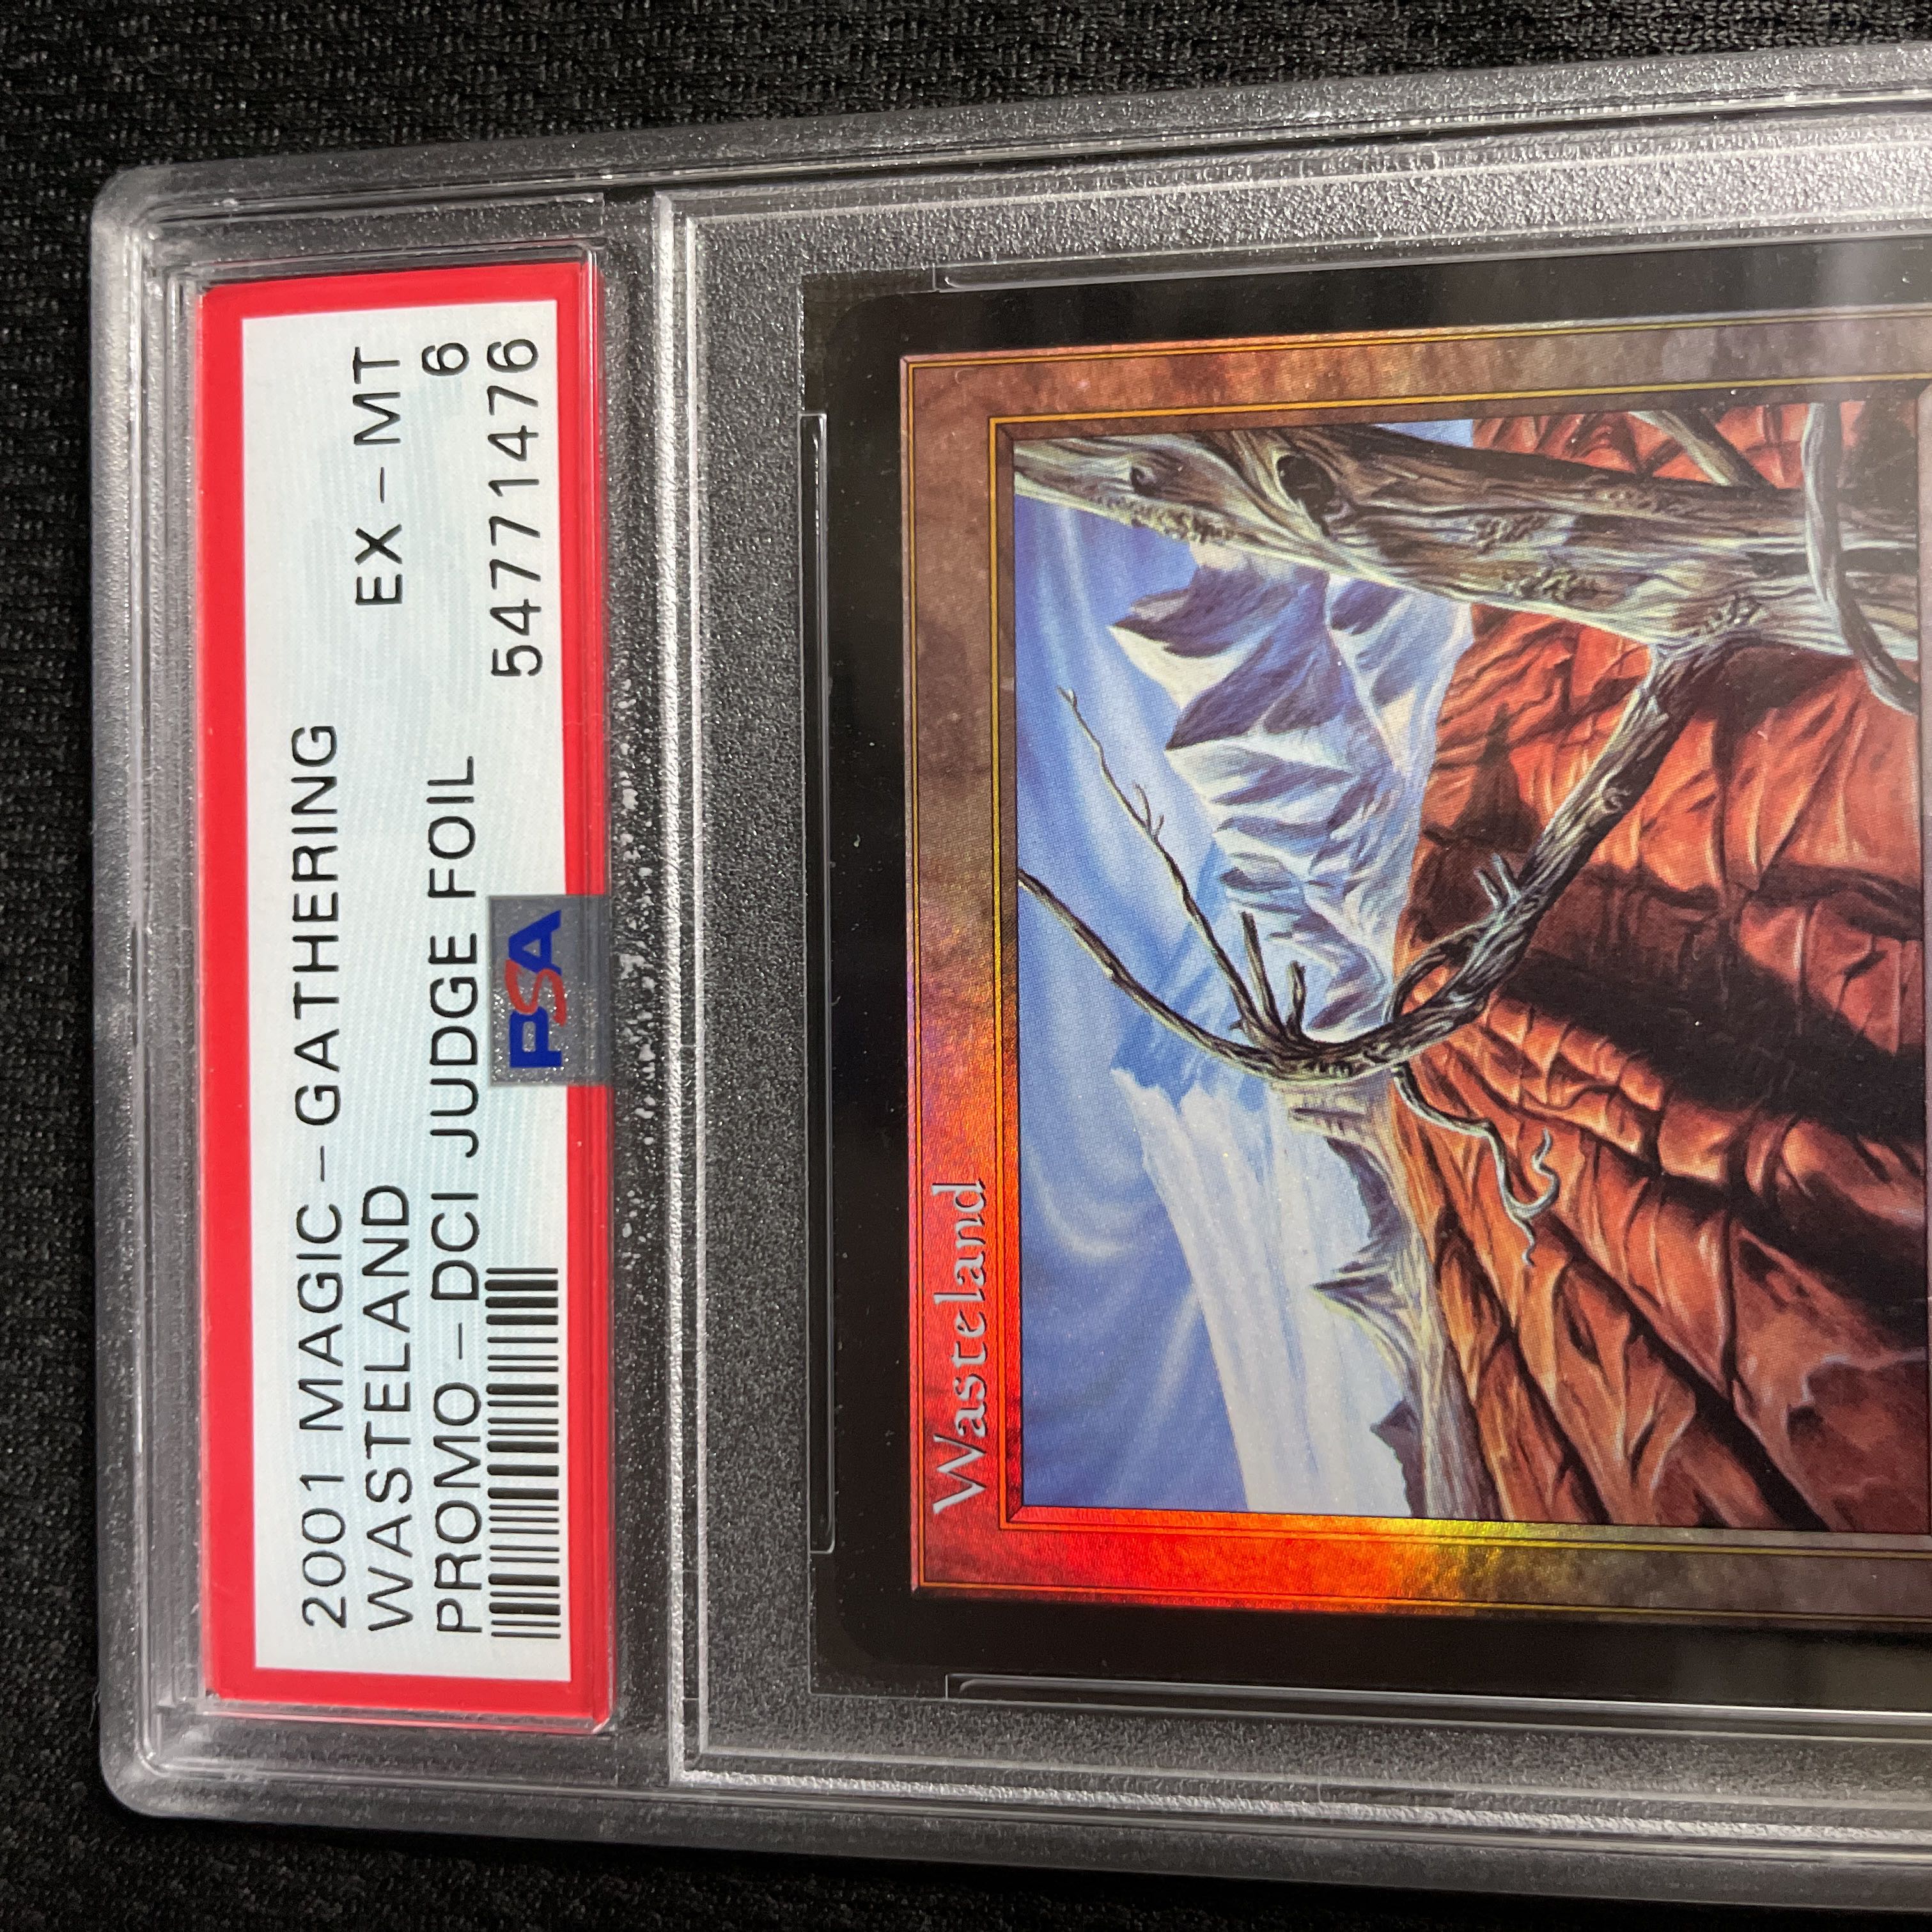 2001 MAGIC-GATHERING
WASTELAND EX-MT
PROMO-DCI JUDGE FOIL 6
54771476
PSA
Wasteland